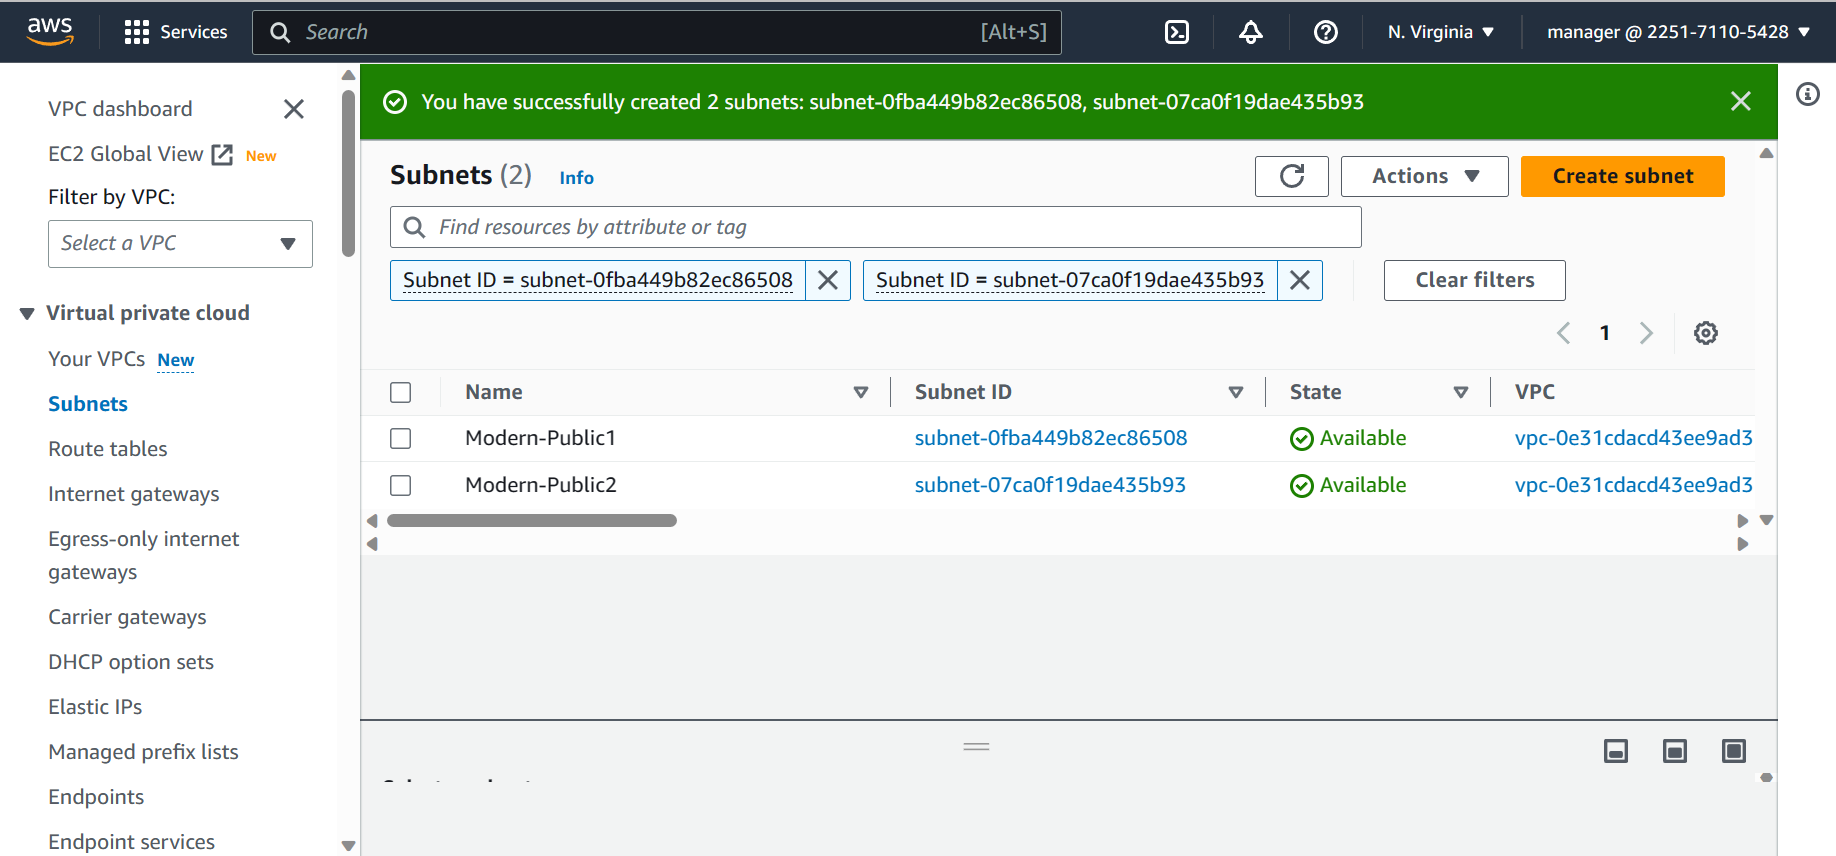 aws
Services
Search [Alt+S]
N. Virginia
manager @ 2251-7110-5428
VPC dashboard
EC2 Global View New
Filter by VPC:
Select a VPC
Virtual private cloud
Your VPCs New
Subnets
Route tables
Internet gateways
Egress-only internet
gateways
Carrier gateways
DHCP option sets
Elastic IPs
Managed prefix lists
Endpoints
Endpoint services
You have successfully created 2 subnets: subnet-0fba449b82ec86508, subnet-07ca0f19dae435b93
Subnets (2) Info
Actions
Create subnet
Find resources by attribute or tag
Subnet ID = subnet-0fba449b82ec86508
Subnet ID = subnet-07ca0f19dae435b93
Clear filters
1
Name Subnet ID State VPC
Modern-Public1 subnet-0fba449b82ec86508 Available vpc-0e31cdacd43ee9ad3
Modern-Public2 subnet-07ca0f19dae435b93 Available vpc-0e31cdacd43ee9ad3